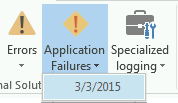 Errors Application Failures Specialized logging
nal Solut
3/3/2015